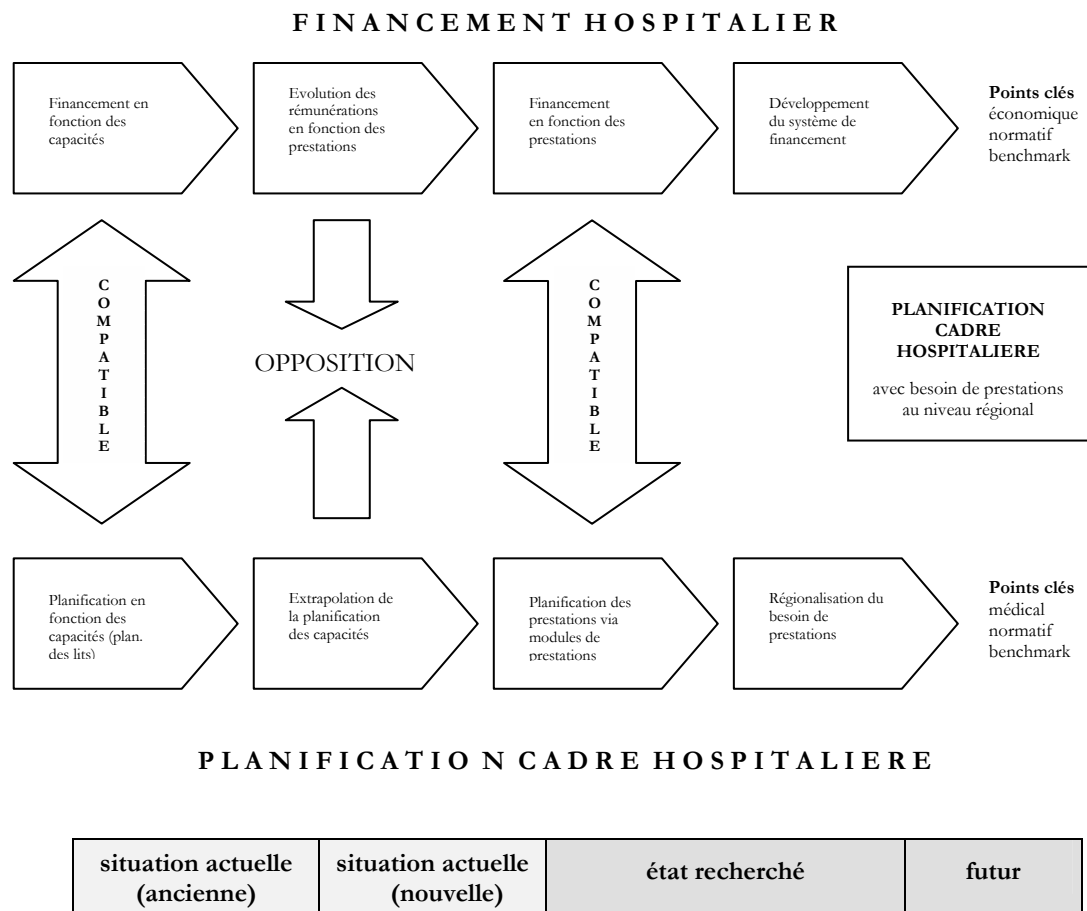 FINANCEMENT HOSPITALIER
Financement en
fonction des
capacités
Evolution des
rémunérations
en fonction des
prestations
Financement
en fonction des
prestations
Développement
du système de
financement
Points clés
économique
normatif
benchmark
COMPATIBLE
OPPOSITION
COMPATIBLE
PLANIFICATION
CADRE
HOSPITALIERE
avec besoin de prestations
au niveau régional
Planification en
fonction des
capacités (plan.
des lits)
Extrapolation de
la planification
des capacités
Planification des
prestations via
modules de
prestations
Régionalisation du
besoin de
prestations
Points clés
médical
normatif
benchmark
PLANIFICATION CADRE HOSPITALIERE
situation actuelle
(ancienne)
situation actuelle
(nouvelle)
état recherché
futur